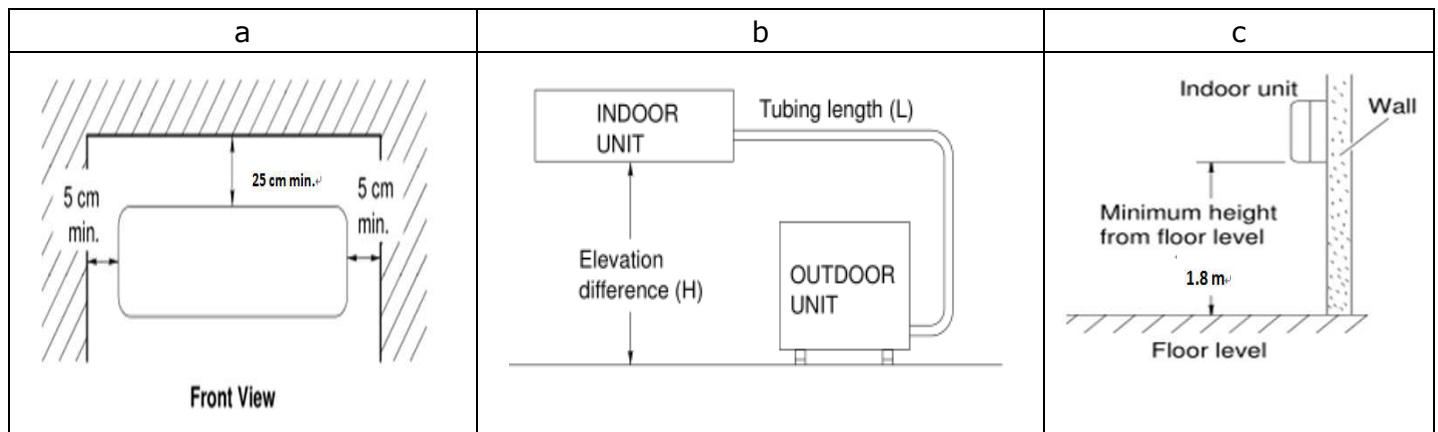 a
b
c
5 cm
min.
25 cm min.
5 cm
min.
Front View
INDOOR
UNIT
Tubing length (L)
Elevation
difference (H)
OUTDOOR
UNIT
Indoor unit
Wall
Minimum height
from floor level
1.8 m
Floor level